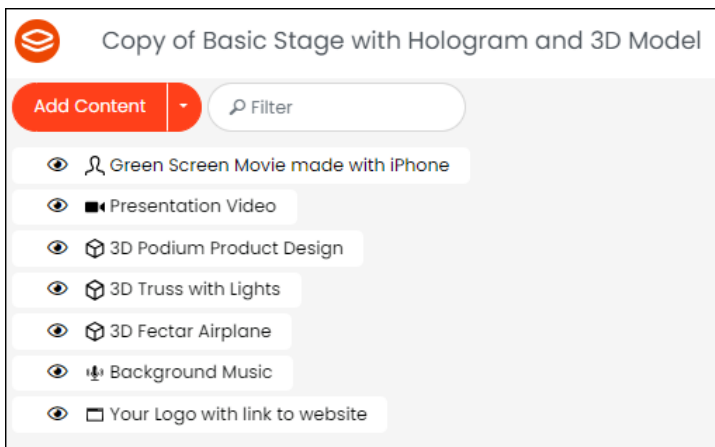 Copy of Basic Stage with Hologram and 3D Model
Add Content
Filter
Green Screen Movie made with iPhone
Presentation Video
3D Podium Product Design
3D Truss with Lights
3D Fectar Airplane
Background Music
Your Logo with link to website